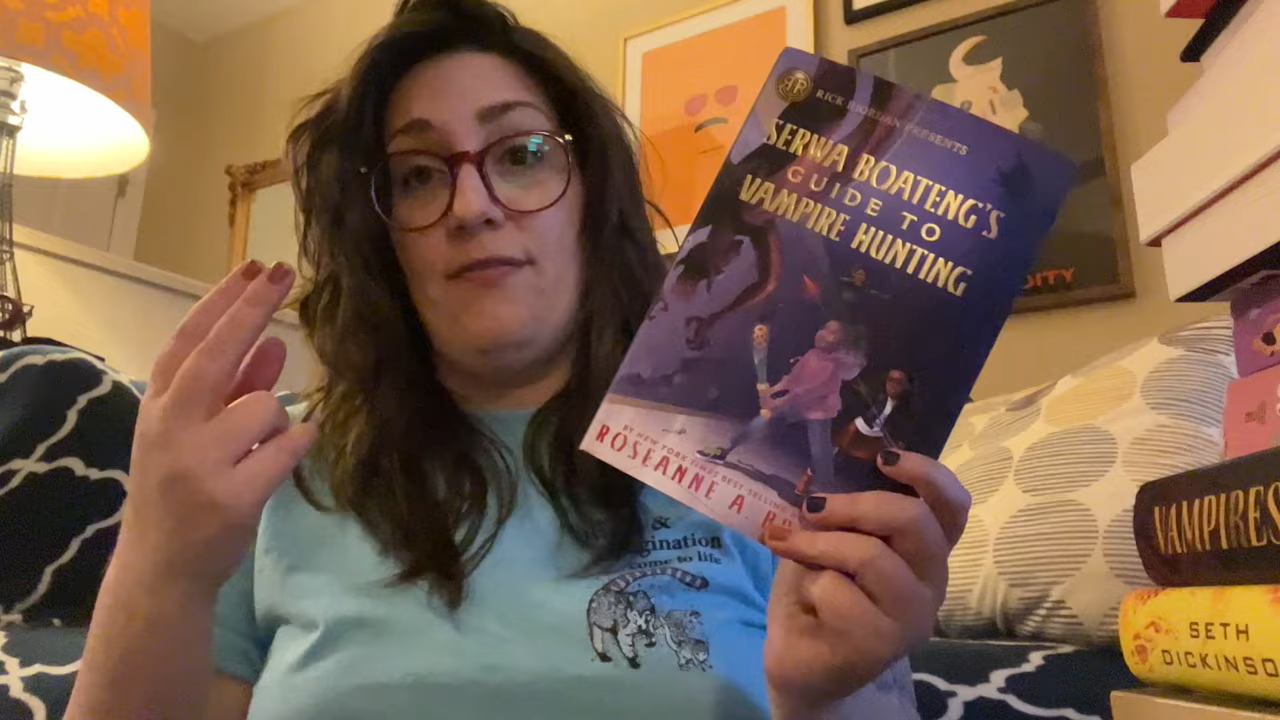 RR
RICK RIORDAN PRESENTS
SERWA BOATENG'S
GUIDE TO
VAMPIRE HUNTING
BY NEW YORK TIMES BEST-SELLING
ROSEANNE A.
&
come to life
VAMPIRES
SETH
DICKINSO